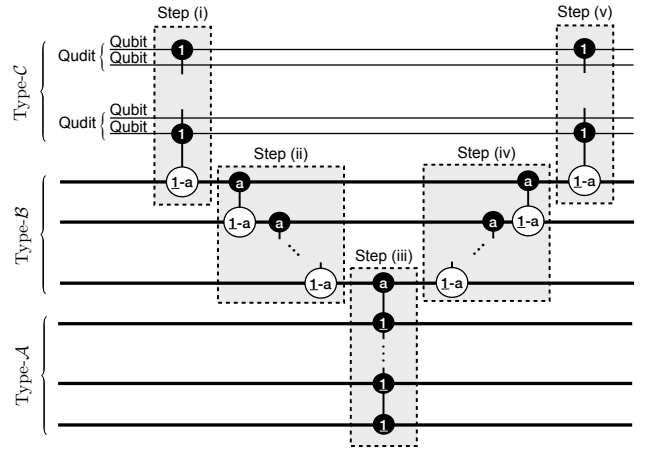 Step (i)
Step (v)
Type-𝒞
Qudit
Qubit
Qubit
1
1
Qudit
Qubit
Qubit
1
1
Step (ii)
Step (iv)
Type-ℬ
1-a
a
a
1-a
1-a
a
a
1-a
...
...
1-a
Step (iii)
a
1-a
Type-𝒜
1
...
1
1